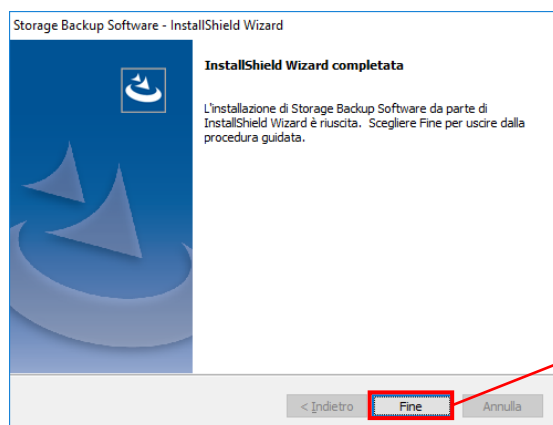 Storage Backup Software - InstallShield Wizard
InstallShield Wizard completata
L'installazione di Storage Backup Software da parte di
InstallShield Wizard è riuscita. Scegliere Fine per uscire dalla
procedura guidata.
< Indietro Fine Annulla